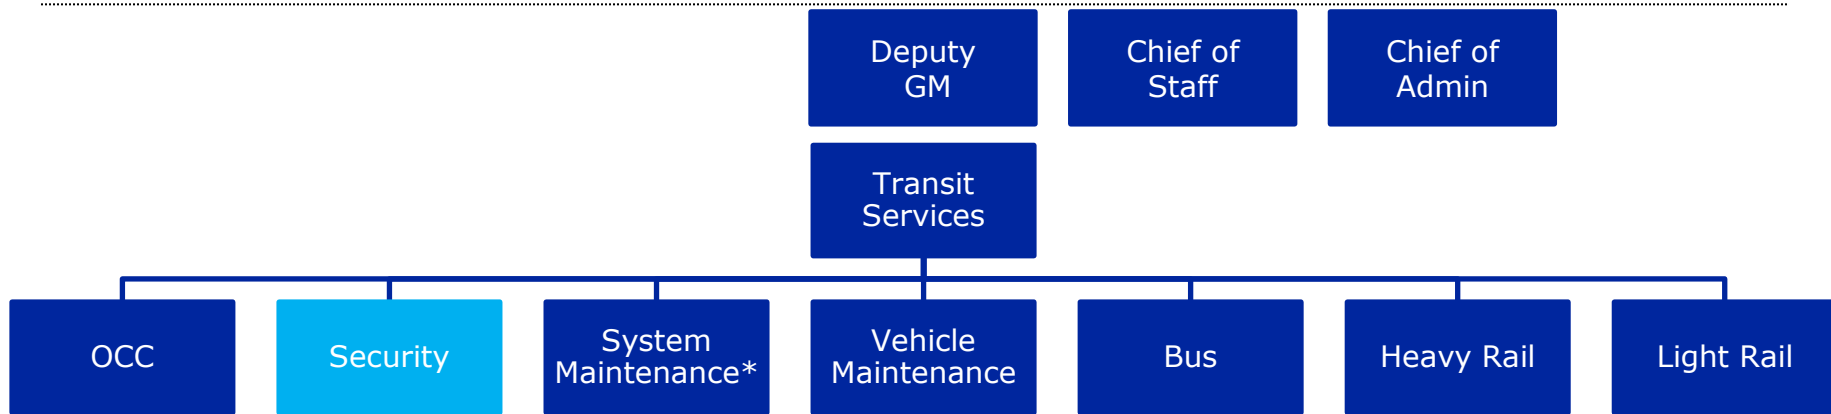 Deputy
GM
Chief of
Staff
Chief of
Admin
Transit
Services
OCC
Security
System
Maintenance*
Vehicle
Maintenance
Bus
Heavy Rail
Light Rail